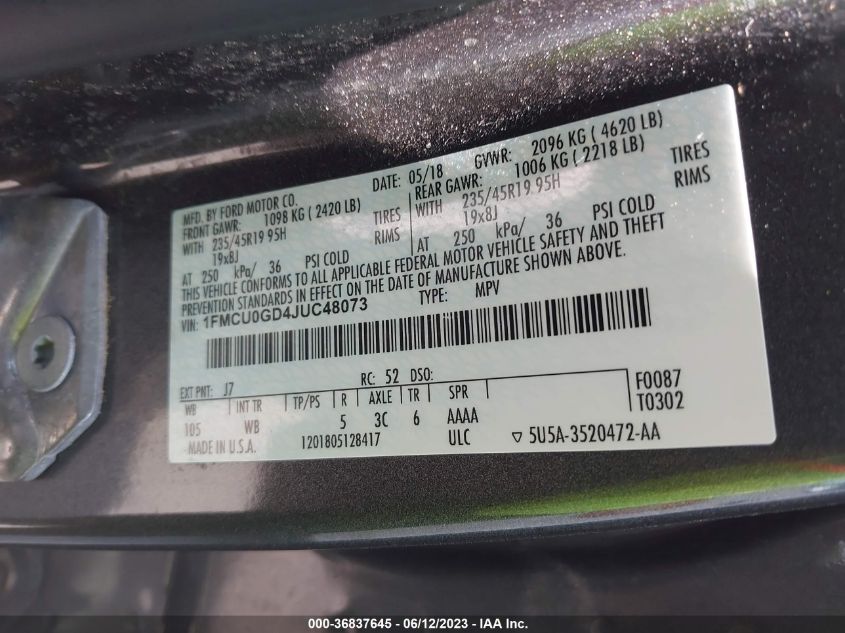 MFD. BY FORD MOTOR CO.
DATE: 05/18 GVWR: 2096 KG ( 4620 LB)
FRONT GAWR: 1098 KG ( 2420 LB)
REAR GAWR: 1006 KG ( 2218 LB)
WITH 235/45R19 95H TIRES
WITH 235/45R19 95H TIRES
19x8J RIMS
19x8J RIMS
AT 250 kPa/ 36 PSI COLD
AT 250 kPa/ 36 PSI COLD
THIS VEHICLE CONFORMS TO ALL APPLICABLE FEDERAL MOTOR VEHICLE SAFETY AND THEFT
PREVENTION STANDARDS IN EFFECT ON THE DATE OF MANUFACTURE SHOWN ABOVE.
VIN: 1FMCU0GD4JUC48073 TYPE: MPV
EXT PNT: J7 RC: 52 DSO:
WB INT TR TP/PS R AXLE TR SPR F0087
105 WB 5 3C 6 AAAA T0302
MADE IN U.S.A. 1201805128417 ULC ▽ 5U5A-3520472-AA
000-36837645 - 06/12/2023 - IAA Inc.